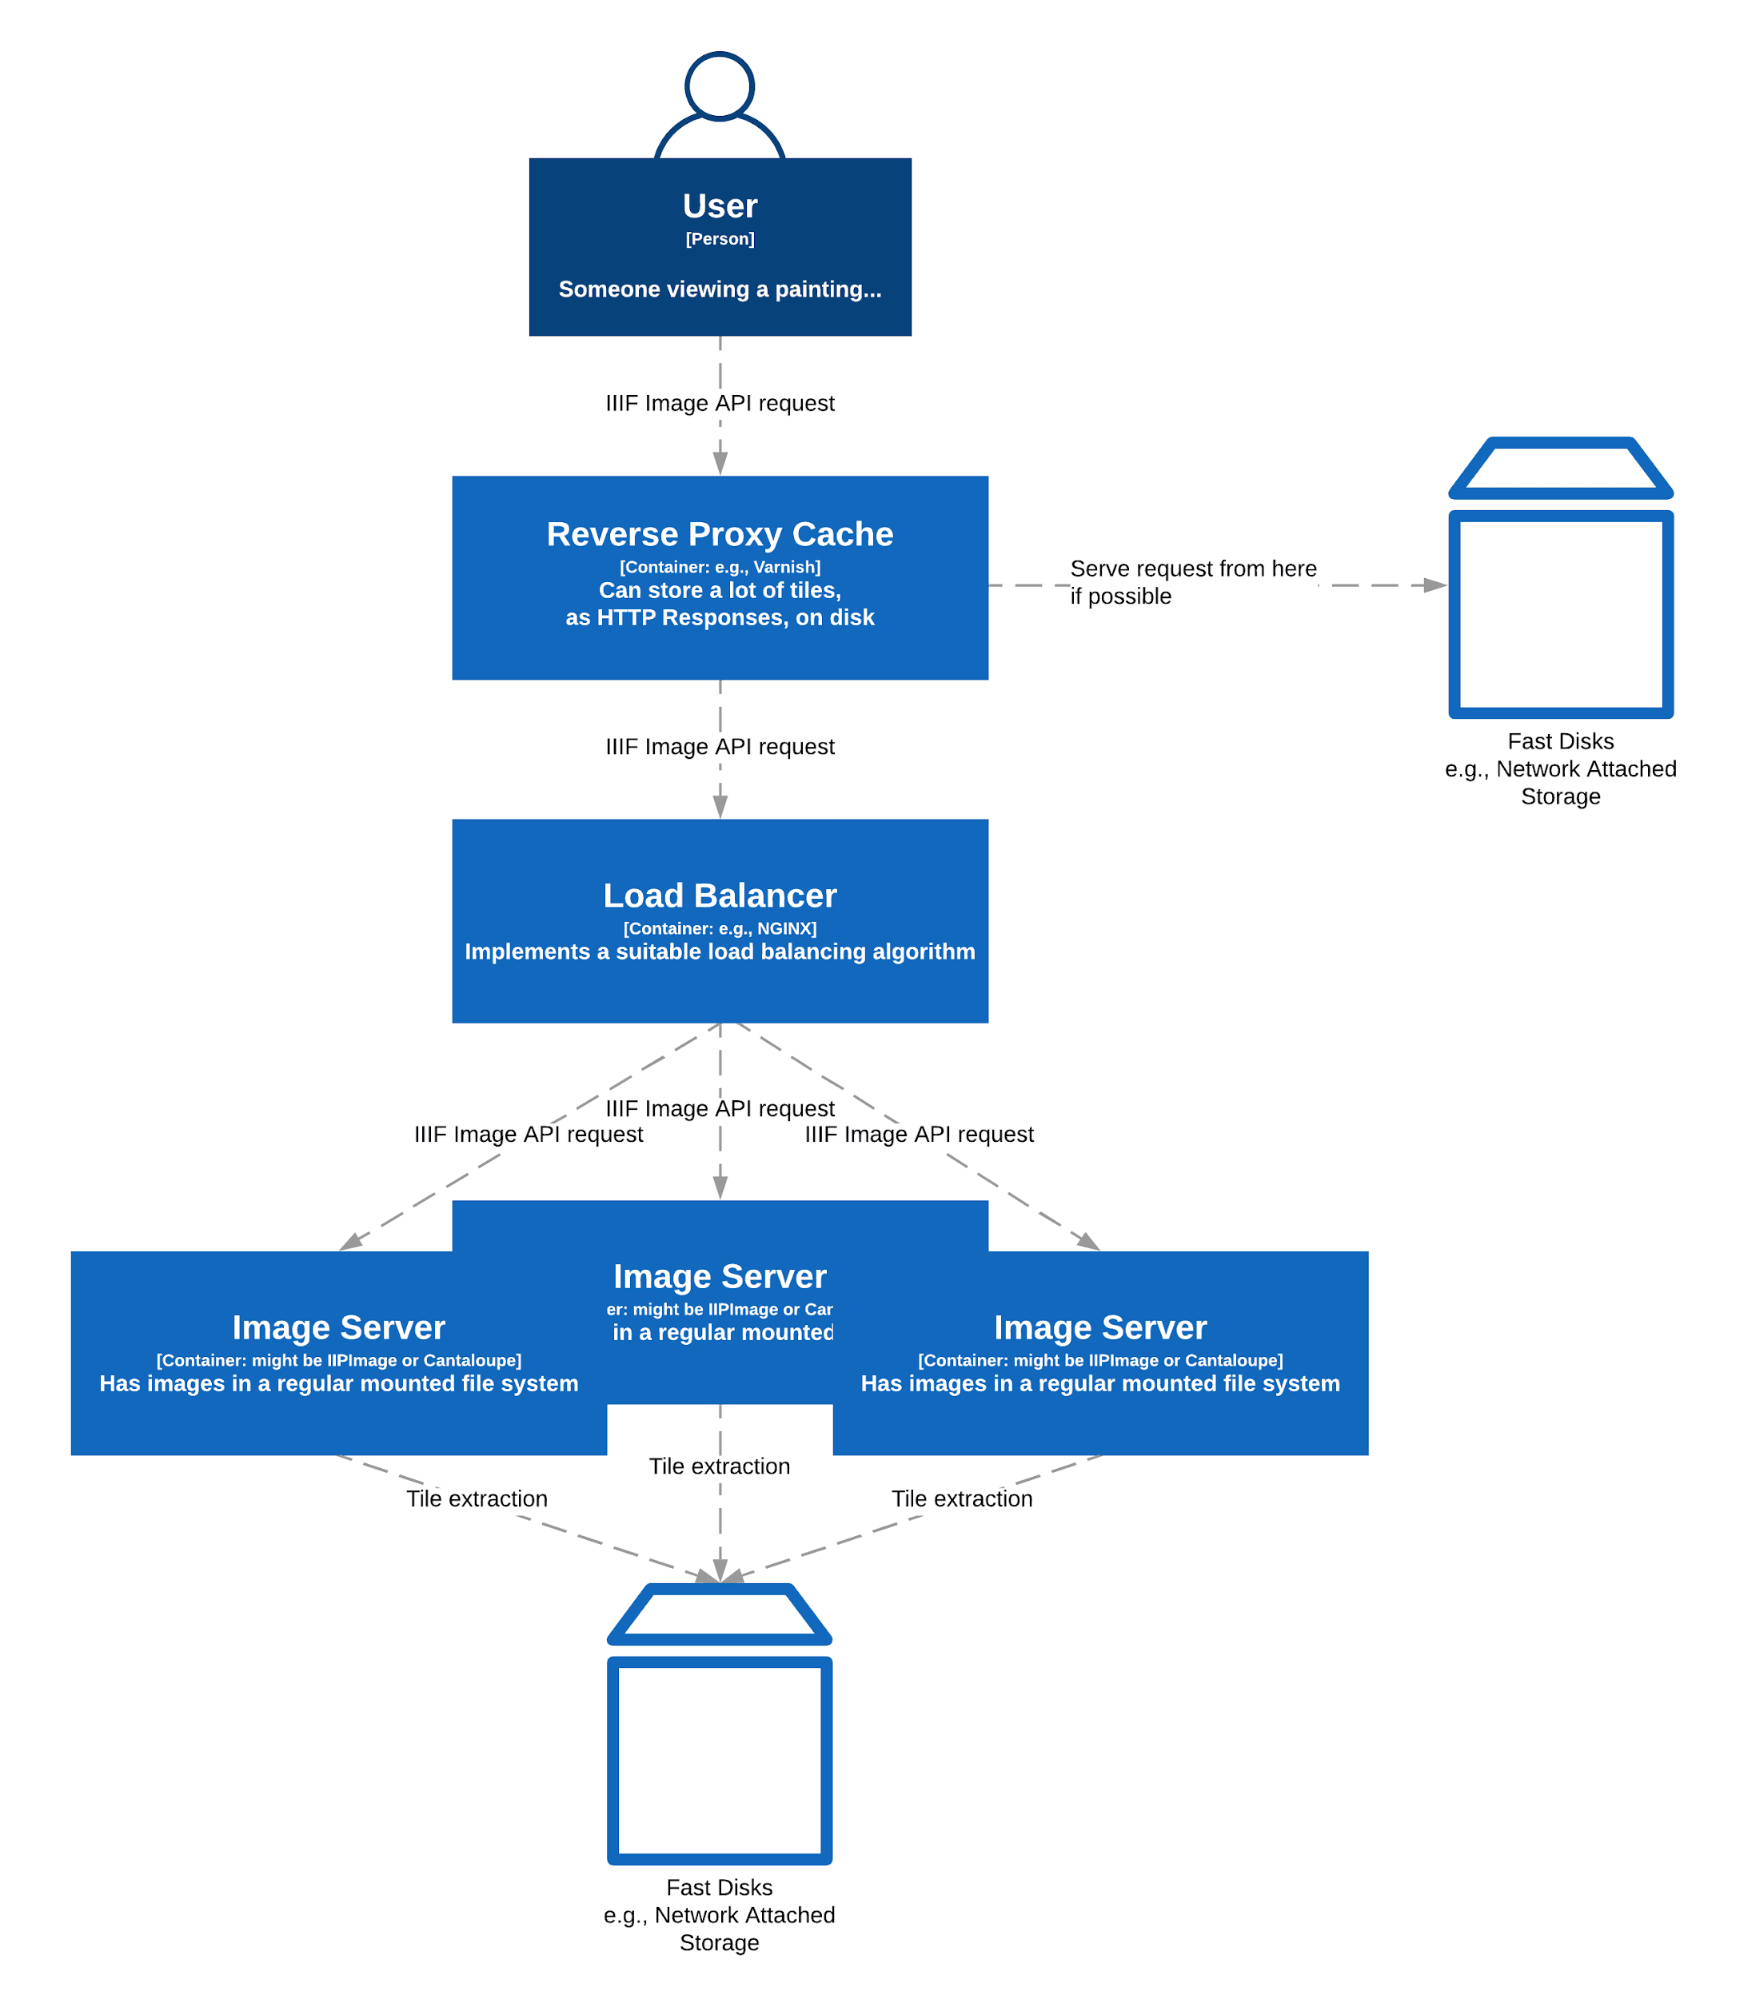 User
[Person]
Someone viewing a painting...
IIIF Image API request
Reverse Proxy Cache
[Container: e.g., Varnish]
Can store a lot of tiles,
as HTTP Responses, on disk
Serve request from here
if possible
Fast Disks
e.g., Network Attached
Storage
IIIF Image API request
Load Balancer
[Container: e.g., NGINX]
Implements a suitable load balancing algorithm
IIIF Image API request
IIIF Image API request
IIIF Image API request
Image Server
er: might be IIPImage or Can
in a regular mounted
Image Server
[Container: might be IIPImage or Cantaloupe]
Has images in a regular mounted file system
Image Server
[Container: might be IIPImage or Cantaloupe]
Has images in a regular mounted file system
Tile extraction
Tile extraction
Tile extraction
Fast Disks
e.g., Network Attached
Storage